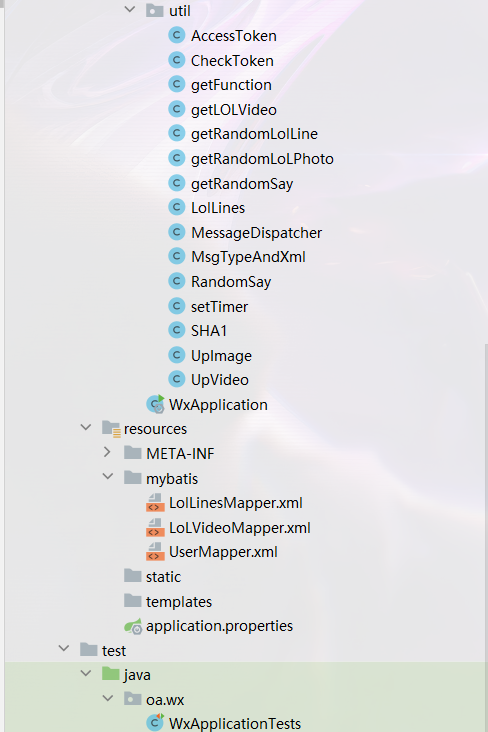 util
AccessToken
CheckToken
getFunction
getLOLVideo
getRandomLolLine
getRandomLoLPhoto
getRandomSay
LolLines
MessageDispatcher
MsgTypeAndXml
RandomSay
setTimer
SHA1
UpImage
UpVideo
WxApplication
resources
META-INF
mybatis
LolLinesMapper.xml
LoLVideoMapper.xml
UserMapper.xml
static
templates
application.properties
test
java
oa.wx
WxApplicationTests